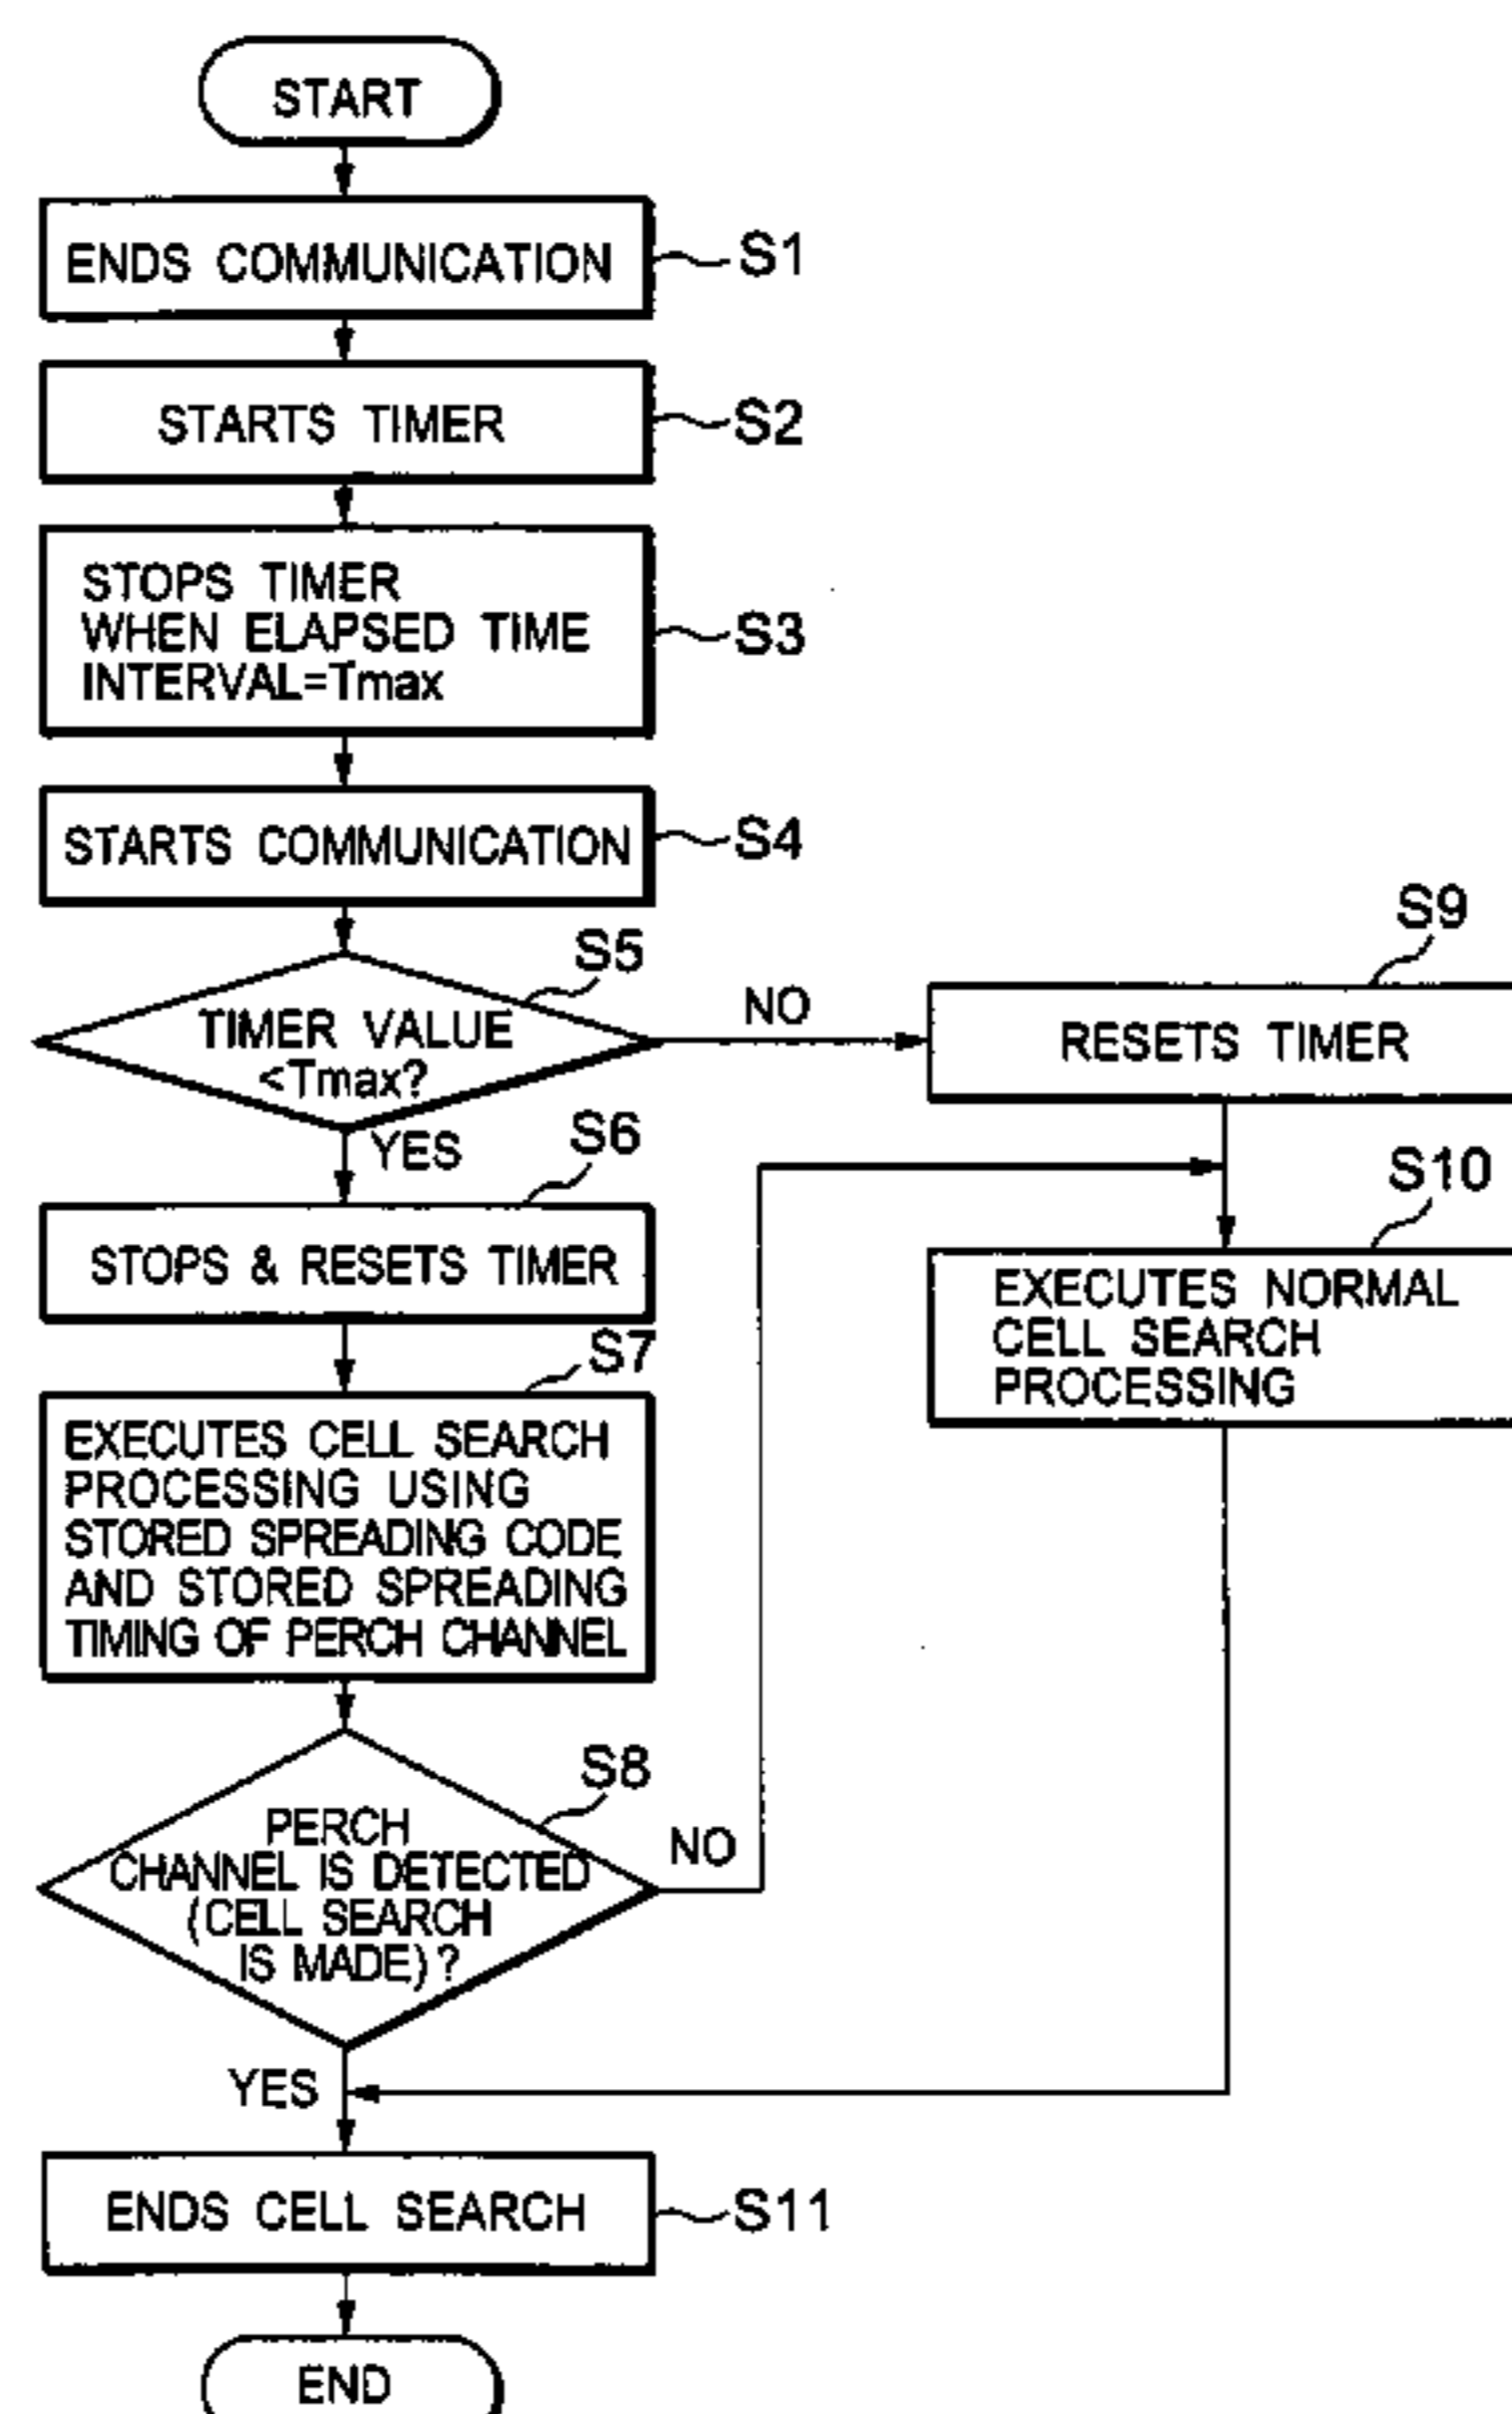 START
ENDS COMMUNICATION
S1
STARTS TIMER
S2
STOPS TIMER
WHEN ELAPSED TIME
INTERVAL=Tmax
S3
STARTS COMMUNICATION
S4
S5
TIMER VALUE
<Tmax?
NO
YES
S9
RESETS TIMER
S6
STOPS & RESETS TIMER
S10
EXECUTES NORMAL
CELL SEARCH
PROCESSING
S7
EXECUTES CELL SEARCH
PROCESSING USING
STORED SPREADING CODE
AND STORED SPREADING
TIMING OF PERCH CHANNEL
S8
PERCH
CHANNEL IS DETECTED
(CELL SEARCH
IS MADE)?
NO
YES
ENDS CELL SEARCH
S11
END